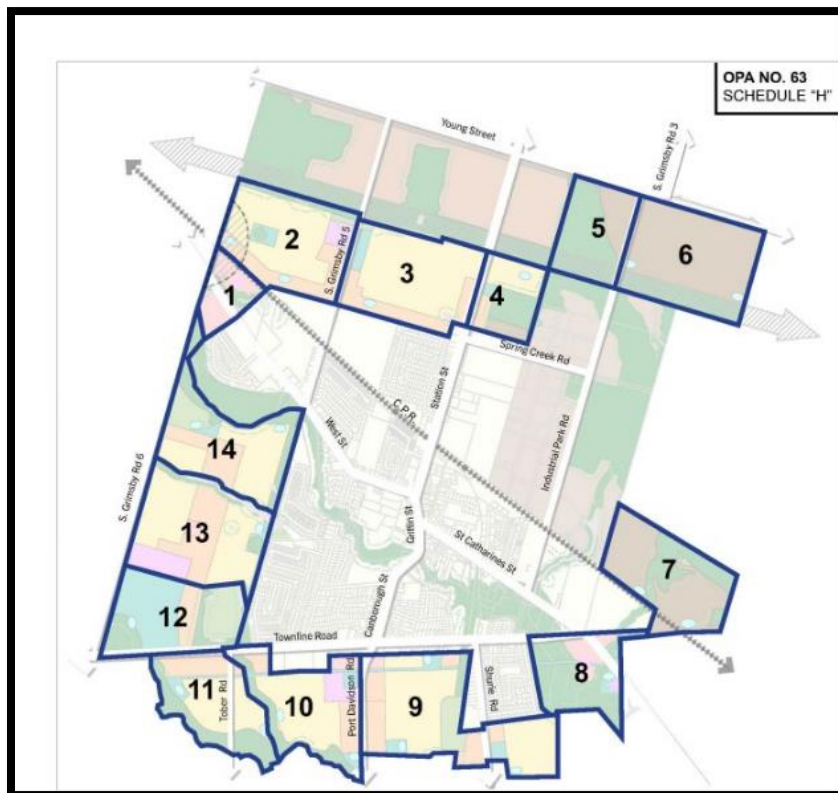 OPA NO. 63
SCHEDULE “H”
Young Street
S. Grimsby Rd 3
5
2
S. Grimsby Rd 5
6
3
1
4
Spring Creek Rd
Station St
C.P.R.
West St
14
Industrial Park Rd
S. Grimsby Rd 6
13
Griffin St
St Catharines St
7
Canborough St
12
Townline Road
8
11
Tober Rd
10
Port Davidson Rd
9
Shurie Rd